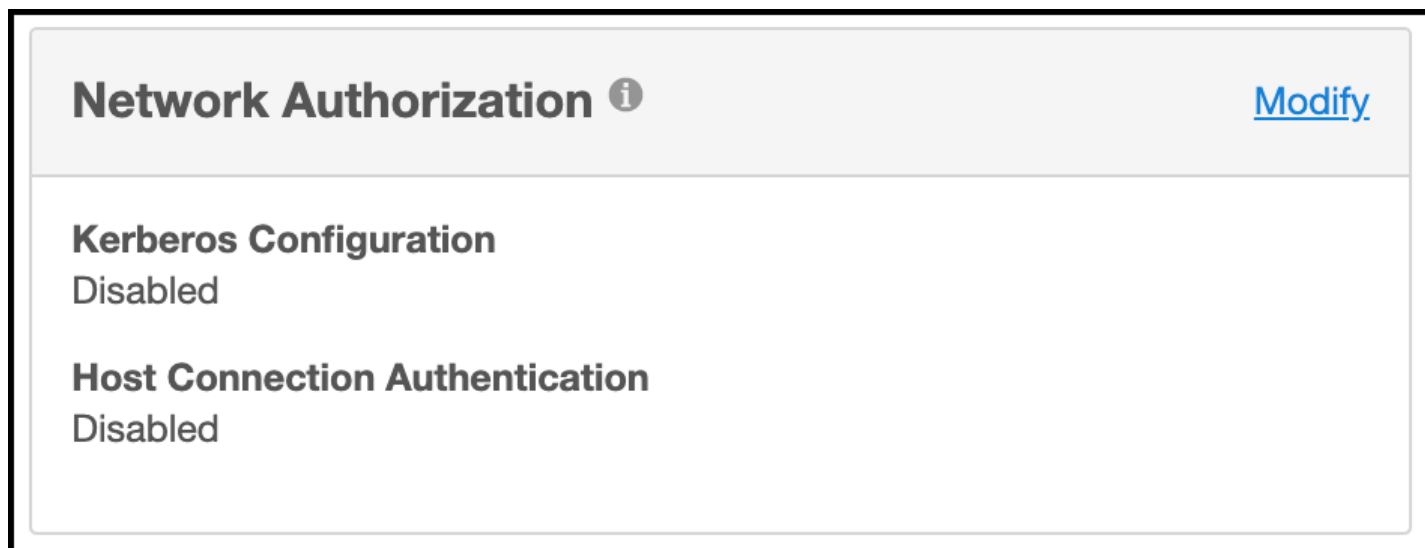 Network Authorization
Modify
Kerberos Configuration
Disabled
Host Connection Authentication
Disabled